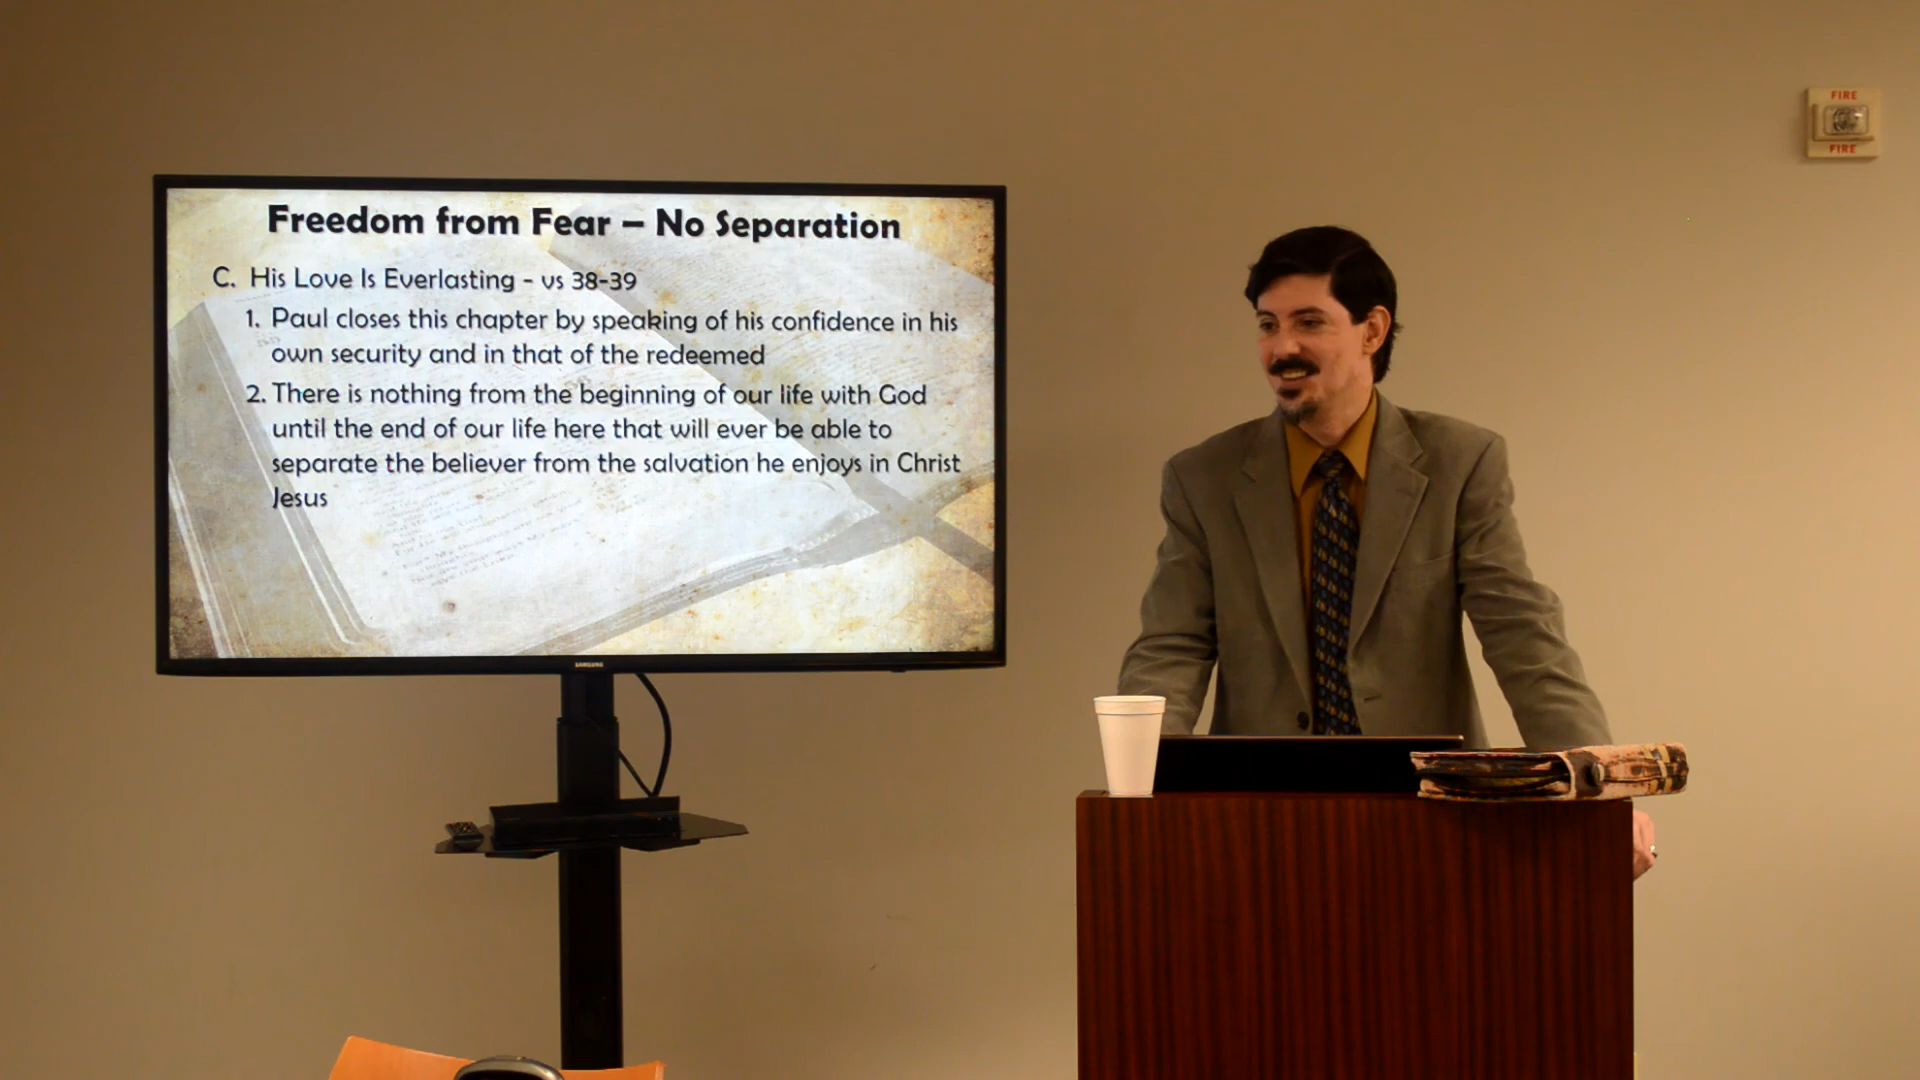 Freedom from Fear – No Separation
C. His Love Is Everlasting - vs 38-39
1. Paul closes this chapter by speaking of his confidence in his
own security and in that of the redeemed
2. There is nothing from the beginning of our life with God
until the end of our life here that will ever be able to
separate the believer from the salvation he enjoys in Christ
Jesus
SAMSUNG
FIRE
FIRE